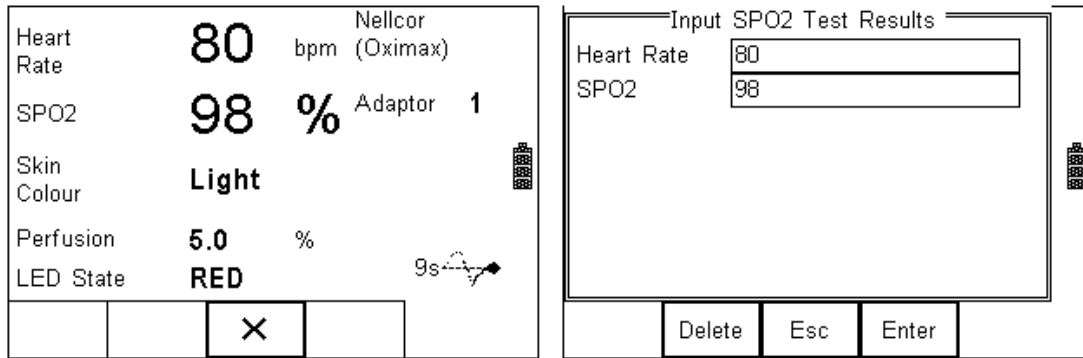 Heart Rate 80 bpm Nellcor (Oximax)
SPO2 98 % Adaptor 1
Skin Colour Light
Perfusion 5.0 %
LED State RED 9s
X
Input SPO2 Test Results
Heart Rate 80
SPO2 98
Delete Esc Enter